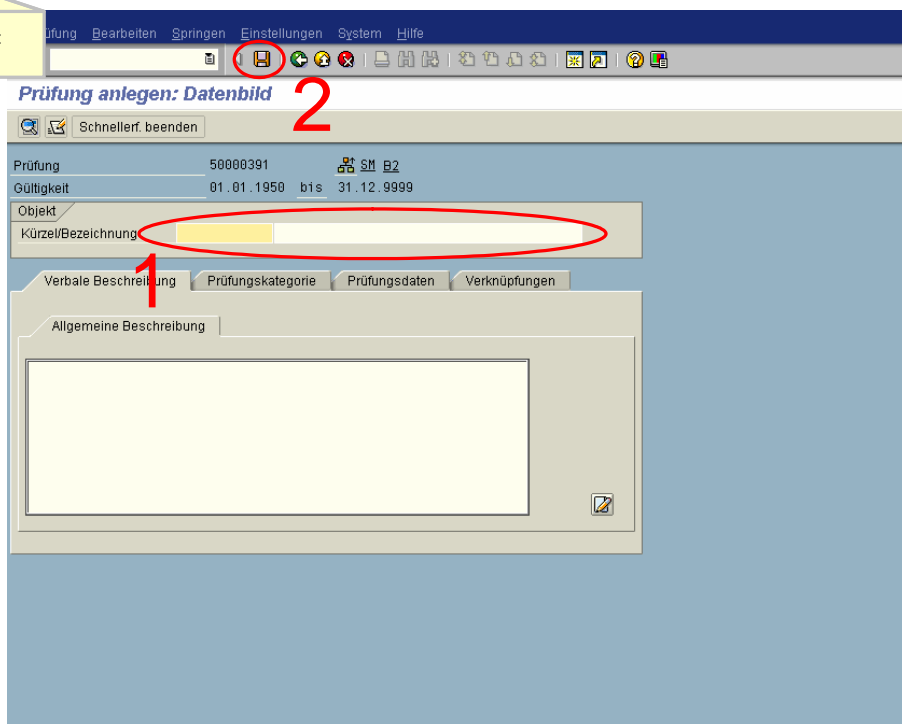 Bearbeiten Springen Einstellungen System Hilfe
Prüfung anlegen: Datenbild
2
Schnellerf. beenden
Prüfung 50000391 SM B2
Gültigkeit 01.01.1950 bis 31.12.9999
Objekt
Kürzel/Bezeichnung
1
Verbale Beschreibung Prüfungskategorie Prüfungsdaten Verknüpfungen
Allgemeine Beschreibung